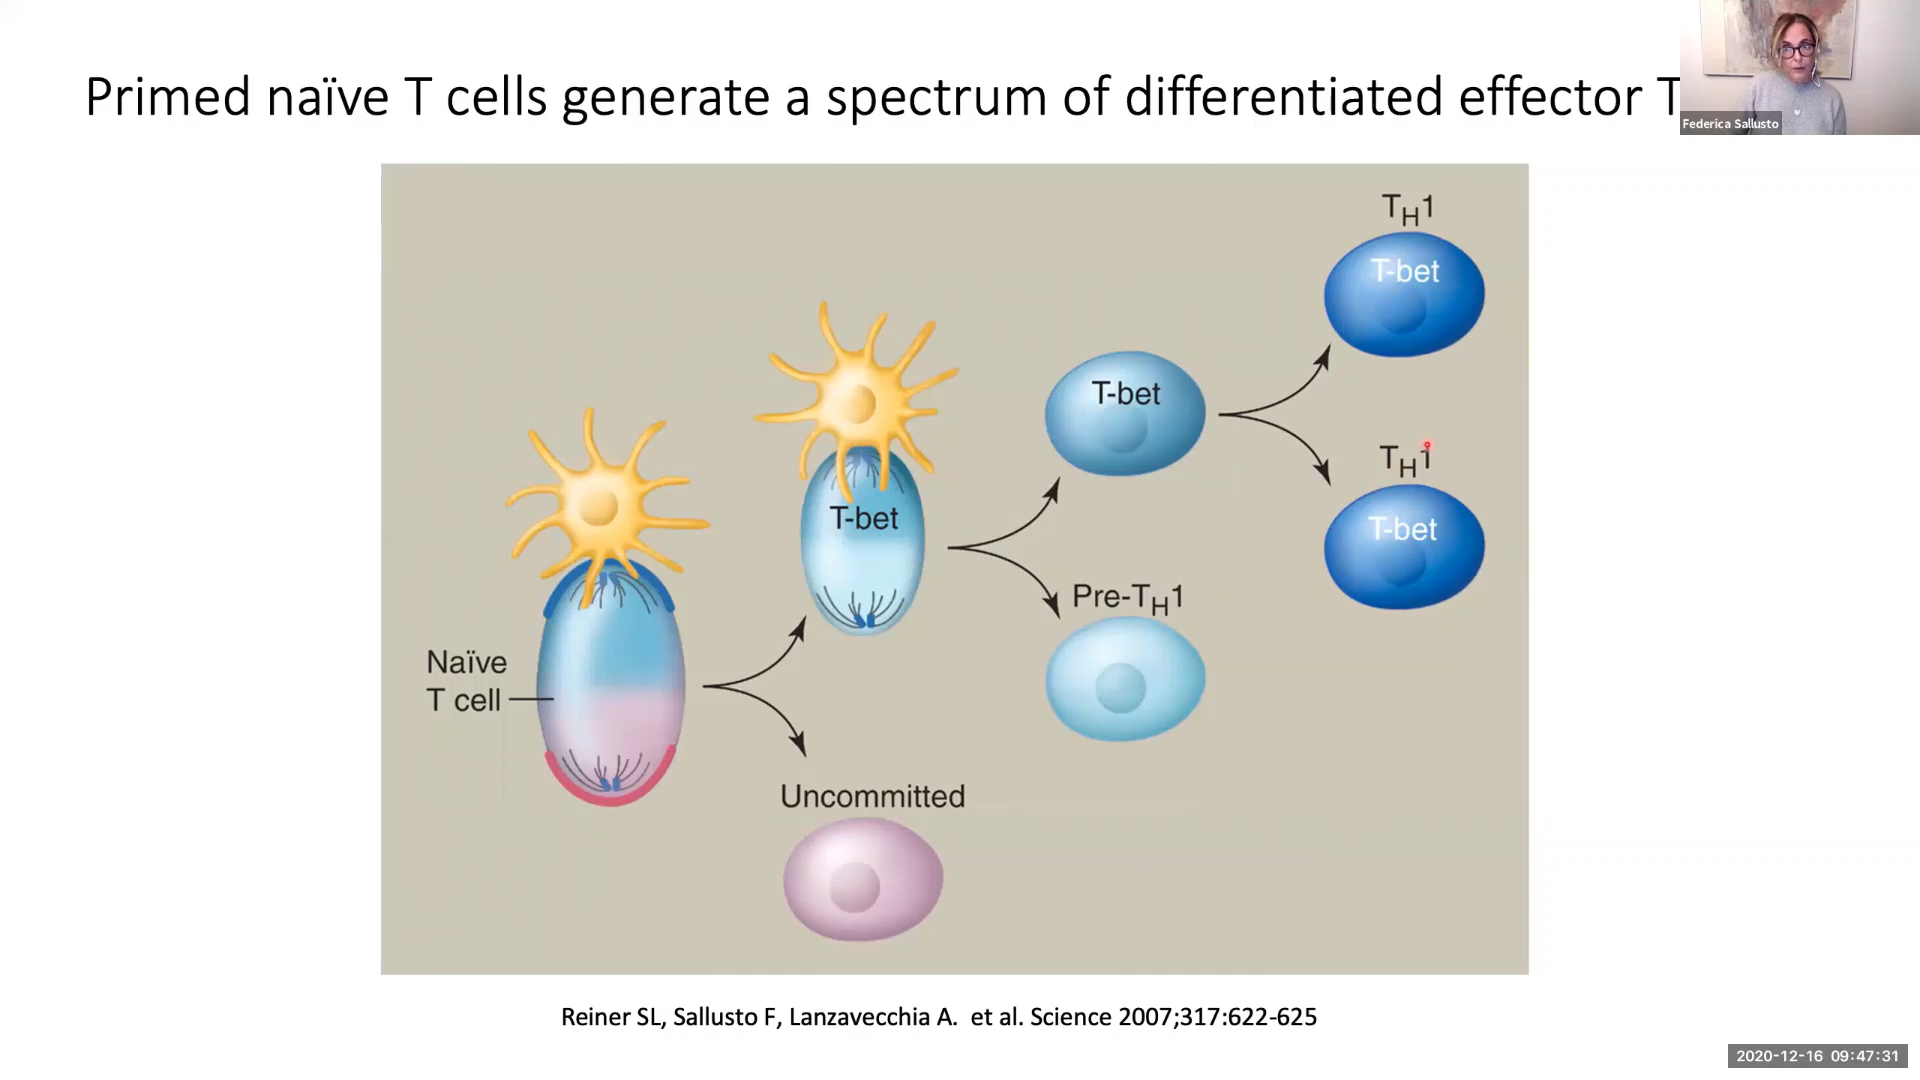 Primed naïve T cells generate a spectrum of differentiated effector T
Federica Sallusto
TH1
T-bet
T-bet
T-bet
TH1
T-bet
Pre-TH1
Naïve
T cell
Uncommitted
Reiner SL, Sallusto F, Lanzavecchia A. et al. Science 2007;317:622-625
2020-12-16 09:47:31